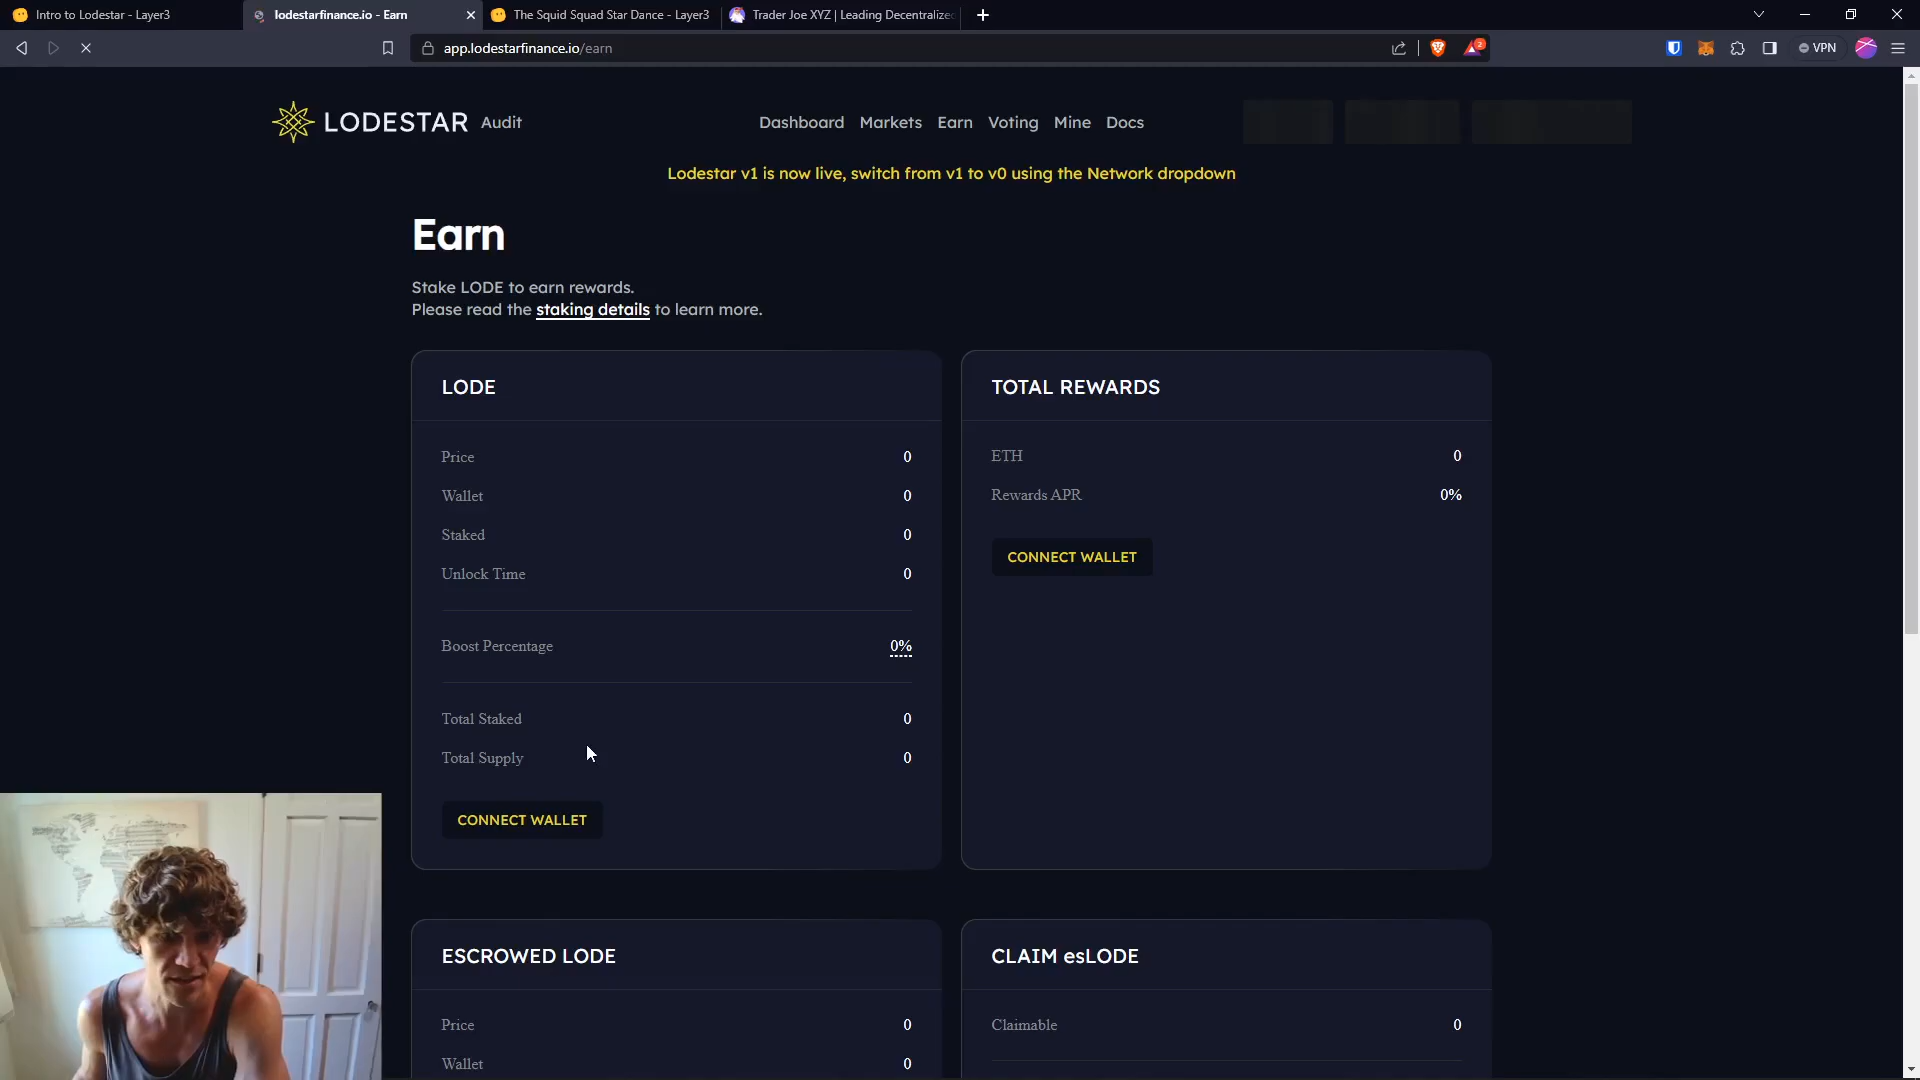 Intro to Lodestar - Layer3
lodestarfinance.io - Earn
The Squid Squad Star Dance - Layer3
Trader Joe XYZ | Leading Decentralize
app.lodestarfinance.io/earn
2
VPN
LODESTAR
Audit
Dashboard
Markets
Earn
Voting
Mine
Docs
Lodestar v1 is now live, switch from v1 to v0 using the Network dropdown
Earn
Stake LODE to earn rewards.
Please read the staking details to learn more.
LODE
Price 0
Wallet 0
Staked 0
Unlock Time 0
Boost Percentage 0%
Total Staked 0
Total Supply 0
CONNECT WALLET
TOTAL REWARDS
ETH 0
Rewards APR 0%
CONNECT WALLET
ESCROWED LODE
Price 0
Wallet 0
CLAIM esLODE
Claimable 0